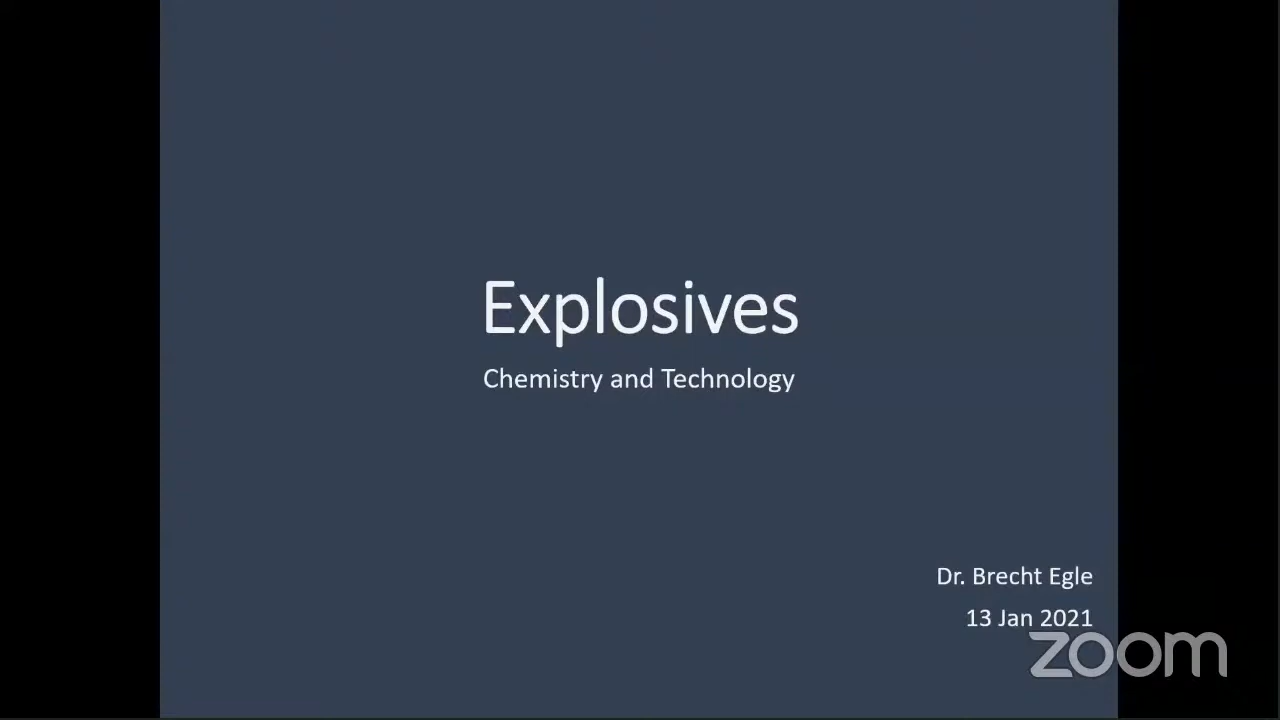 Explosives
Chemistry and Technology
Dr. Brecht Egle
13 Jan 2021
zoom